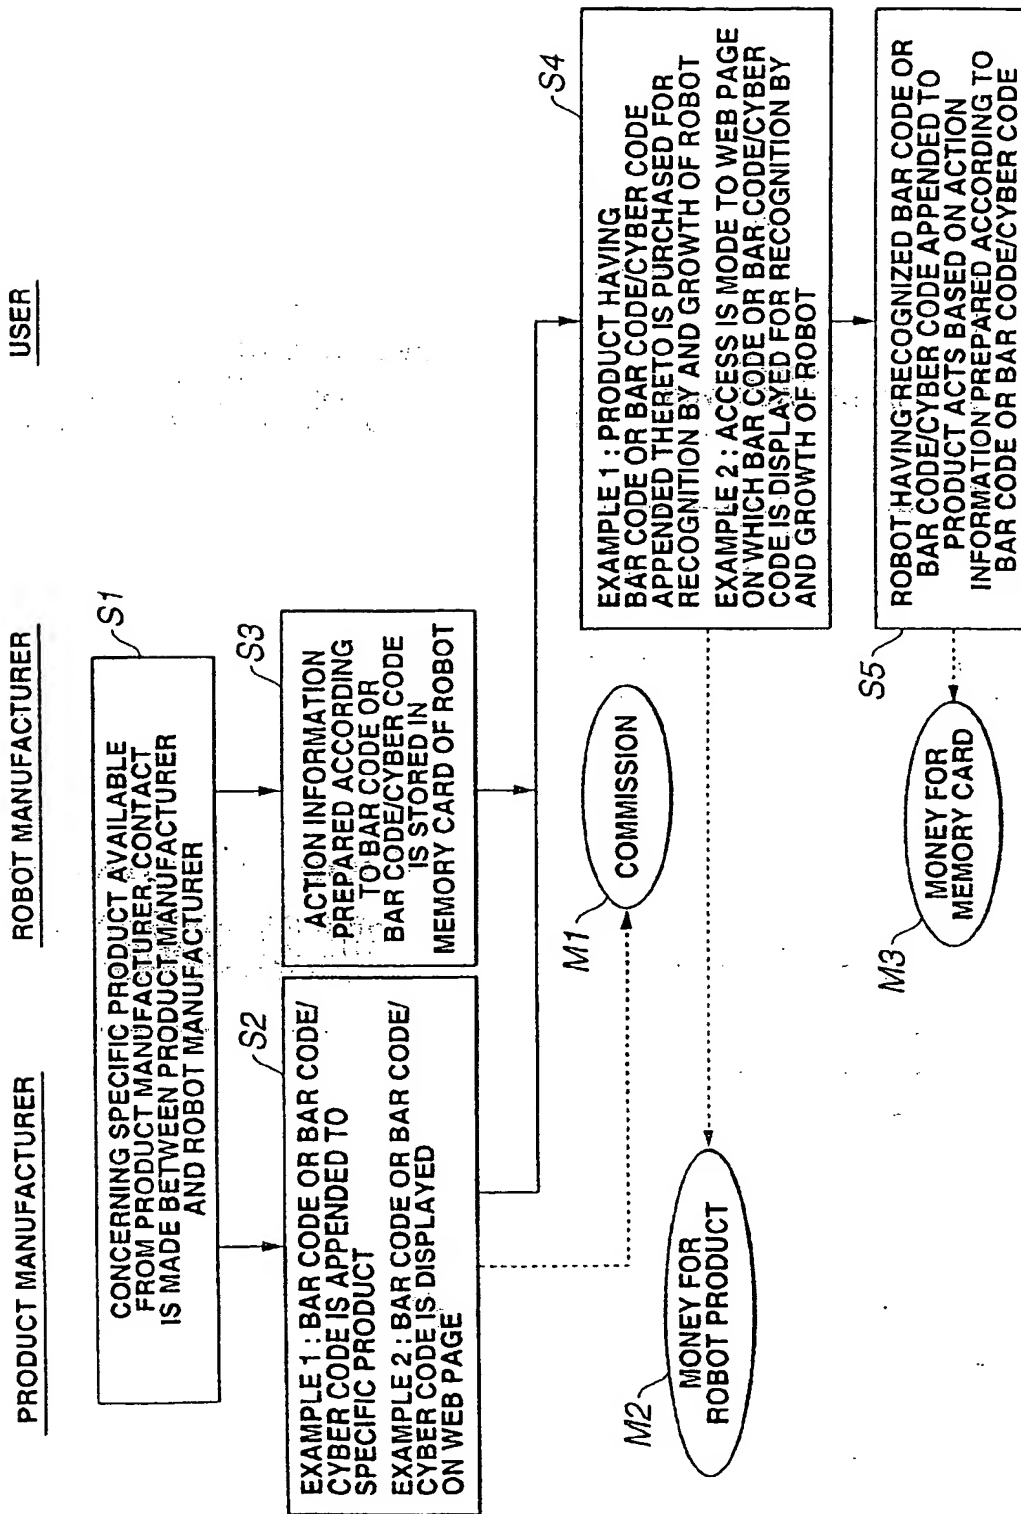 PRODUCT MANUFACTURER
ROBOT MANUFACTURER
USER
S1
CONCERNING SPECIFIC PRODUCT AVAILABLE
FROM PRODUCT MANUFACTURER, CONTACT
IS MADE BETWEEN PRODUCT MANUFACTURER
AND ROBOT MANUFACTURER
S2
EXAMPLE 1 : BAR CODE OR BAR CODE/
CYBER CODE IS APPENDED TO
SPECIFIC PRODUCT
EXAMPLE 2 : BAR CODE OR BAR CODE/
CYBER CODE IS DISPLAYED
ON WEB PAGE
S3
ACTION INFORMATION
PREPARED ACCORDING
TO BAR CODE OR
BAR CODE/CYBER CODE
IS STORED IN
MEMORY CARD OF ROBOT
S4
EXAMPLE 1 : PRODUCT HAVING
BAR CODE OR BAR CODE/CYBER CODE
APPENDED THERETO IS PURCHASED FOR
RECOGNITION BY AND GROWTH OF ROBOT
EXAMPLE 2 : ACCESS IS MODE TO WEB PAGE
ON WHICH BAR CODE OR BAR CODE/CYBER
CODE IS DISPLAYED FOR RECOGNITION BY
AND GROWTH OF ROBOT
M1
COMMISSION
M2
MONEY FOR
ROBOT PRODUCT
S5
ROBOT HAVING RECOGNIZED BAR CODE OR
BAR CODE/CYBER CODE APPENDED TO
PRODUCT ACTS BASED ON ACTION
INFORMATION PREPARED ACCORDING TO
BAR CODE OR BAR CODE/CYBER CODE
M3
MONEY FOR
MEMORY CARD